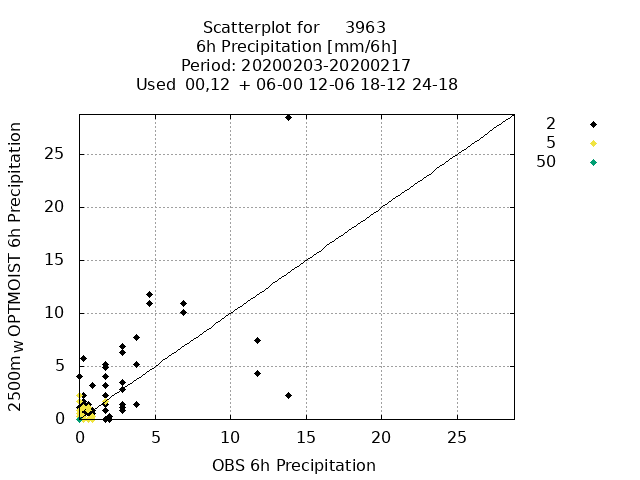 Scatterplot for 3963
6h Precipitation [mm/6h]
Period: 20200203-20200217
Used 00,12 + 06-00 12-06 18-12 24-18
2
5
50
2500m_w OPTMOIST 6h Precipitation
25
20
15
10
5
0
0 5 10 15 20 25
OBS 6h Precipitation